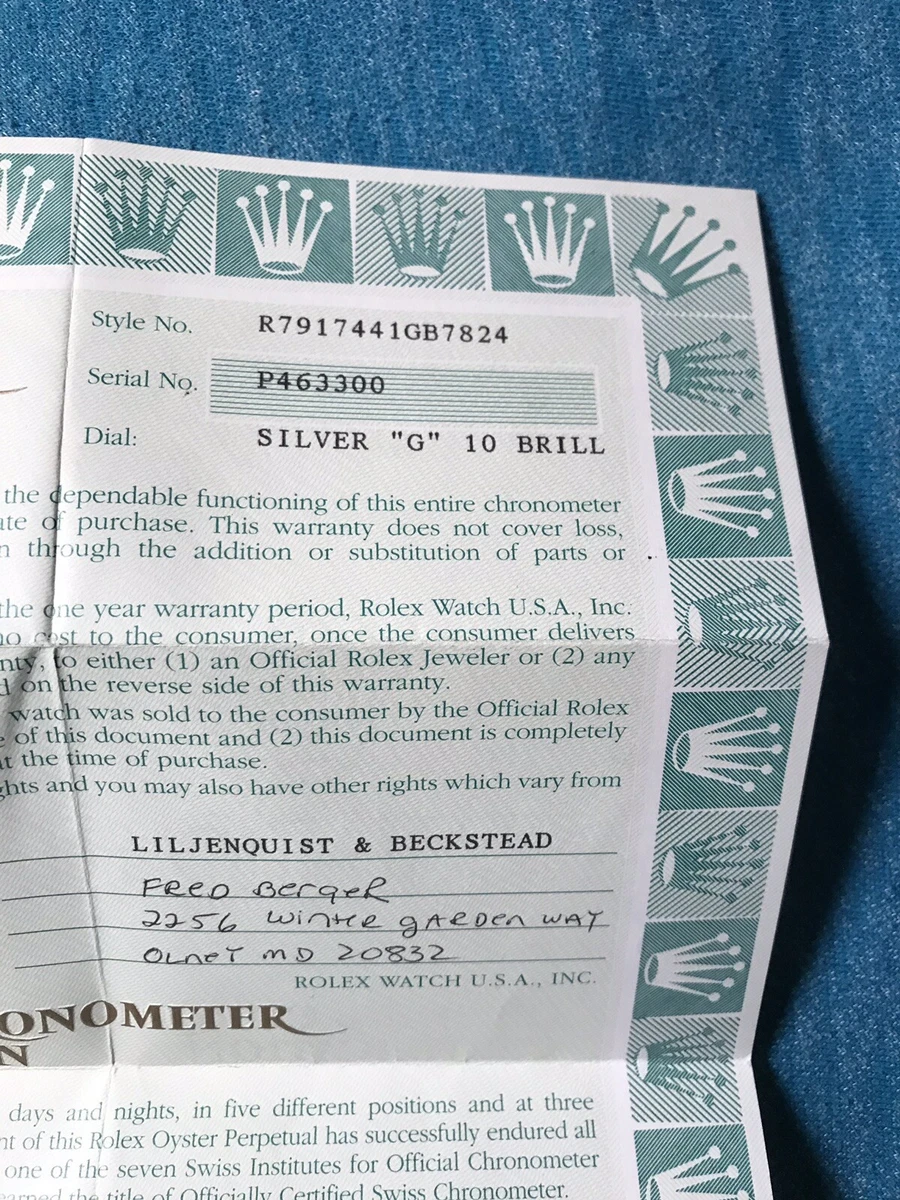 Style No. R7917441GB7824
Serial No. P463300
Dial: SILVER "G" 10 BRILL
the dependable functioning of this entire chronometer
of purchase. This warranty does not cover loss,
through the addition or substitution of parts or
the one year warranty period, Rolex Watch U.S.A., Inc.
no cost to the consumer, once the consumer delivers
to either (1) an Official Rolex Jeweler or (2) any
on the reverse side of this warranty.
watch was sold to the consumer by the Official Rolex
of this document and (2) this document is completely
the time of purchase.
and you may also have other rights which vary from
LILJENQUIST & BECKSTEAD
FRED BergeR
2256 winter gARDen WAY
OLneY MD 20832
ROLEX WATCH U.S.A., INC.
ONOMETER
N
days and nights, in five different positions and at three
of this Rolex Oyster Perpetual has successfully endured all
one of the seven Swiss Institutes for Official Chronometer
earned the title of Officially Certified Swiss Chronometer.